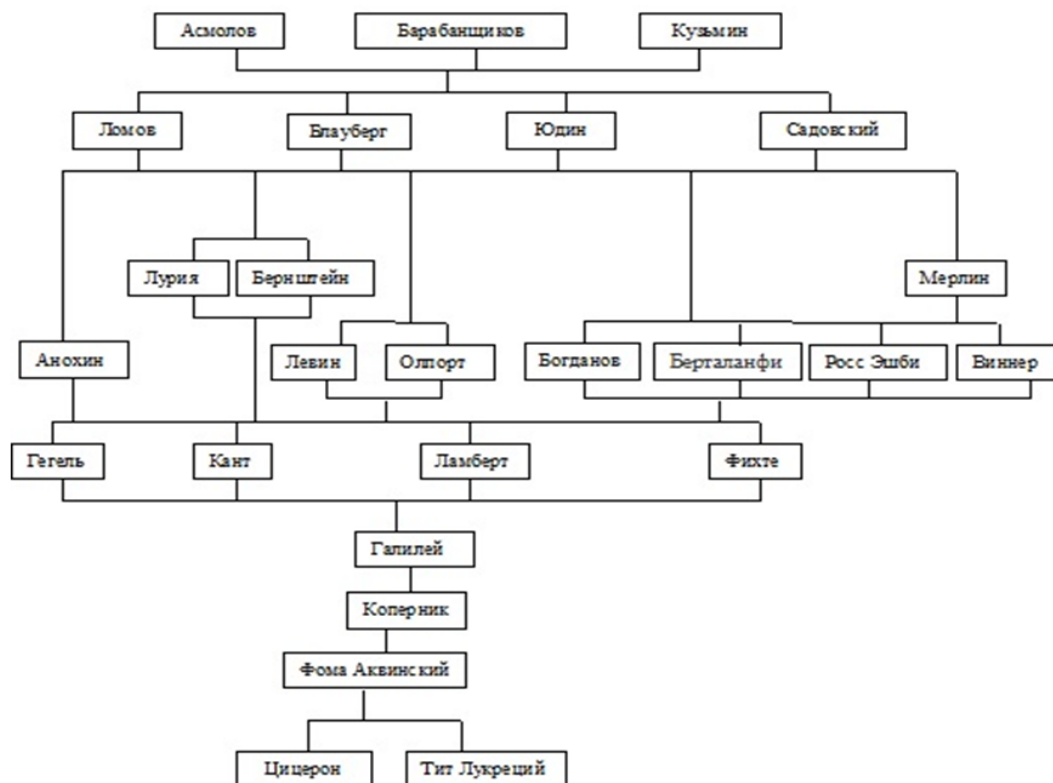 Асмолов
Барабанщиков
Кузьмин
Ломов
Блауберг
Юдин
Садовский
Лурия
Бернштейн
Мерлин
Анохин
Левин
Олпорт
Богданов
Берталанфи
Росс Эшби
Виннер
Гегель
Кант
Ламберт
Фихте
Галилей
Коперник
Фома Аквинский
Цицерон
Тит Лукреций